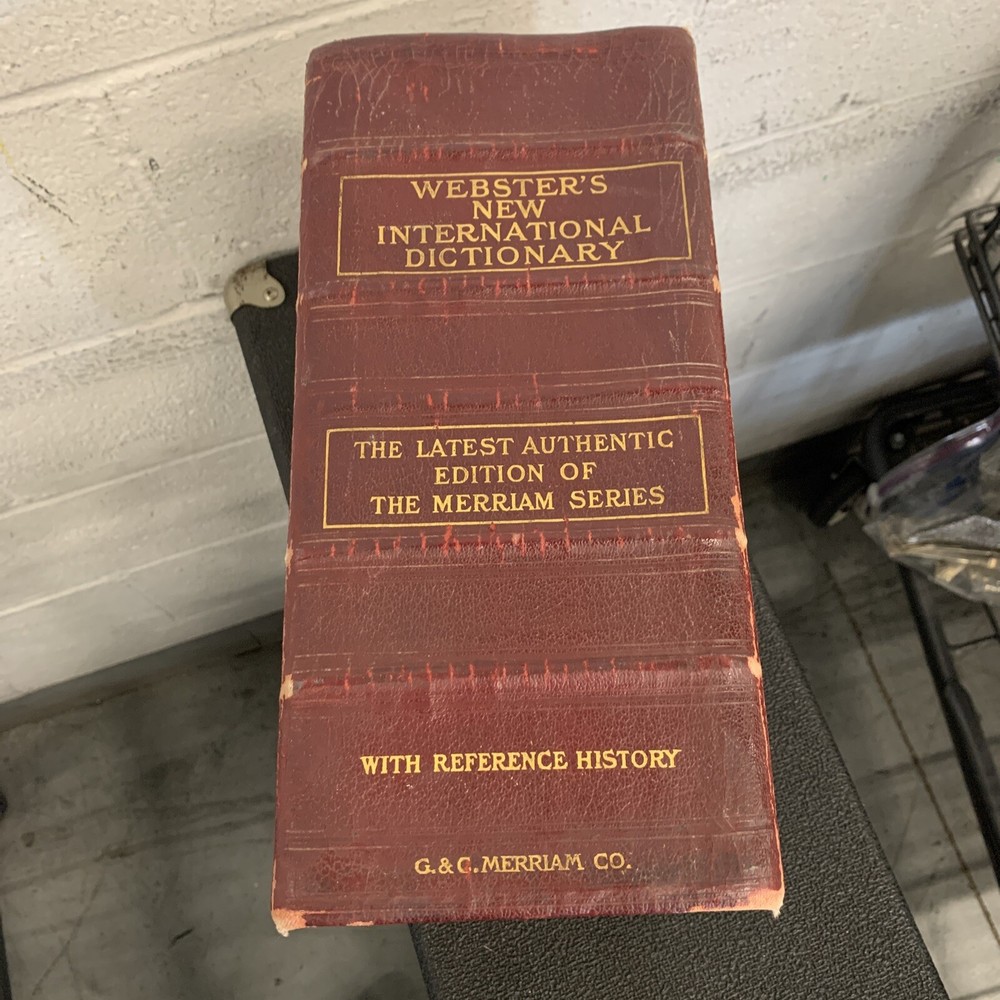 WEBSTER'S
NEW
INTERNATIONAL
DICTIONARY
THE LATEST AUTHENTIC
EDITION OF
THE MERRIAM SERIES
WITH REFERENCE HISTORY
G. & C. MERRIAM CO.